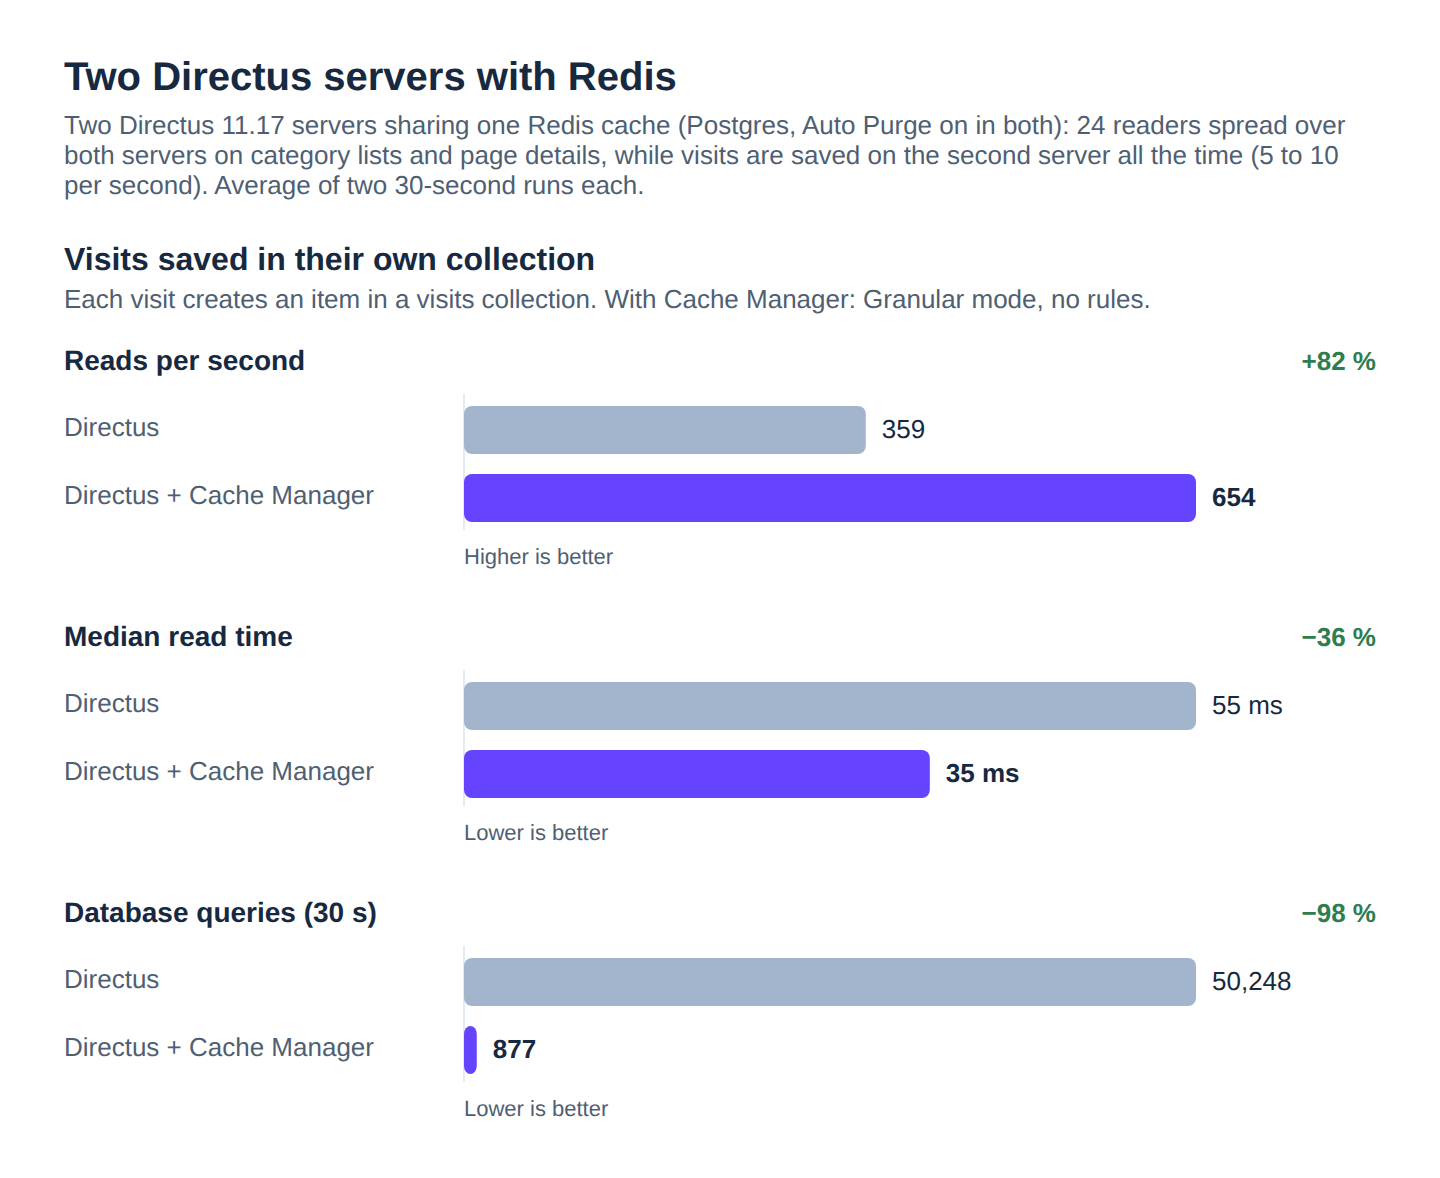 Two Directus servers with Redis
Two Directus 11.17 servers sharing one Redis cache (Postgres, Auto Purge on in both): 24 readers spread over
both servers on category lists and page details, while visits are saved on the second server all the time (5 to 10
per second). Average of two 30-second runs each.
Visits saved in their own collection
Each visit creates an item in a visits collection. With Cache Manager: Granular mode, no rules.
Reads per second
+82 %
Directus
359
Directus + Cache Manager
654
Higher is better
Median read time
−36 %
Directus
55 ms
Directus + Cache Manager
35 ms
Lower is better
Database queries (30 s)
−98 %
Directus
50,248
Directus + Cache Manager
877
Lower is better